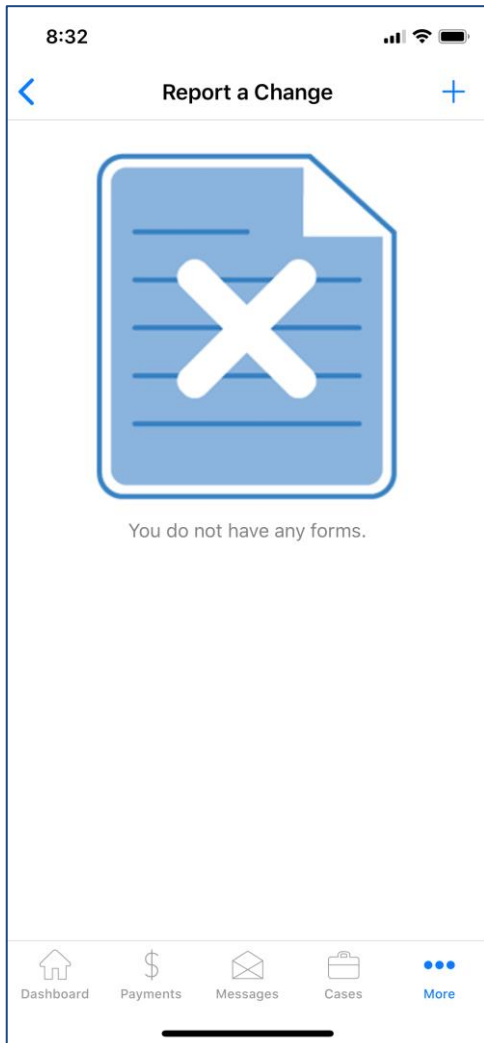 8:32
Report a Change
You do not have any forms.
Dashboard Payments Messages Cases More